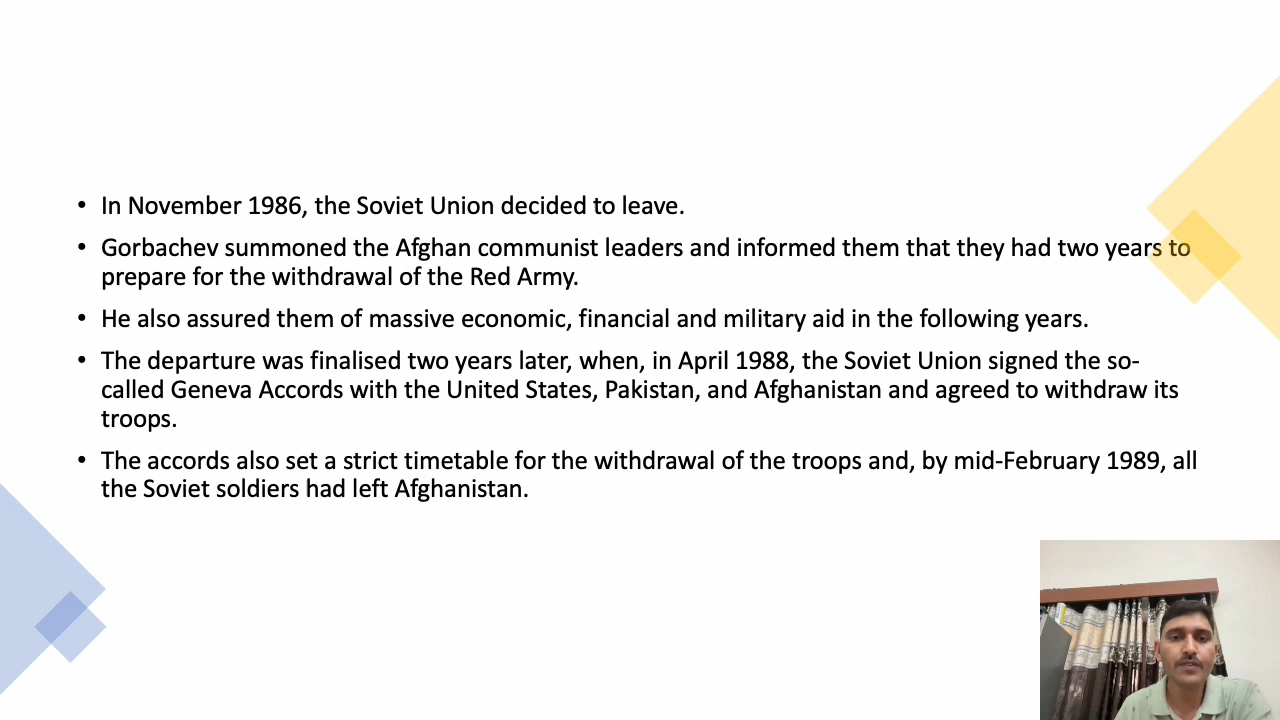 • In November 1986, the Soviet Union decided to leave.
• Gorbachev summoned the Afghan communist leaders and informed them that they had two years to
prepare for the withdrawal of the Red Army.
• He also assured them of massive economic, financial and military aid in the following years.
• The departure was finalised two years later, when, in April 1988, the Soviet Union signed the so-
called Geneva Accords with the United States, Pakistan, and Afghanistan and agreed to withdraw its
troops.
• The accords also set a strict timetable for the withdrawal of the troops and, by mid-February 1989, all
the Soviet soldiers had left Afghanistan.